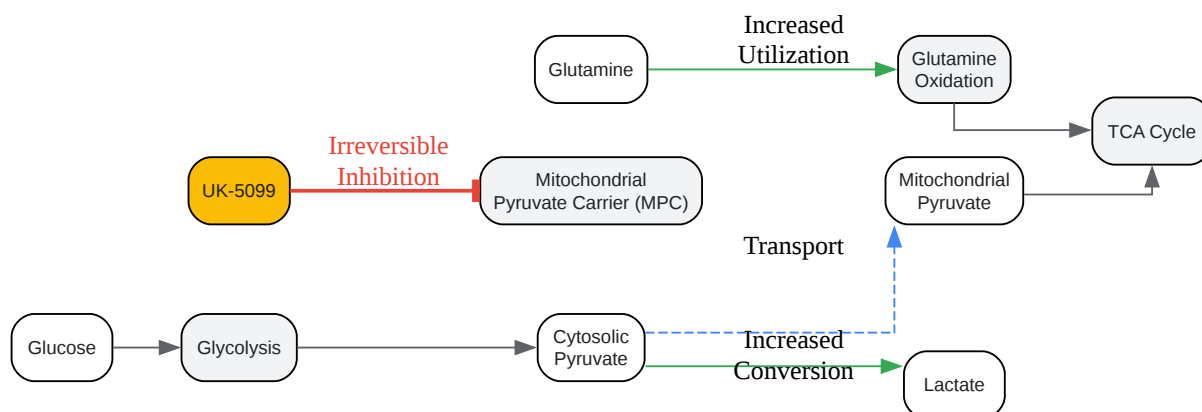 Increased
Utilization
Glutamine
Glutamine
Oxidation
TCA Cycle
Irreversible
Inhibition
UK-5099
Mitochondrial
Pyruvate Carrier (MPC)
Mitochondrial
Pyruvate
Transport
Glucose
Glycolysis
Cytosolic
Pyruvate
Increased
Conversion
Lactate